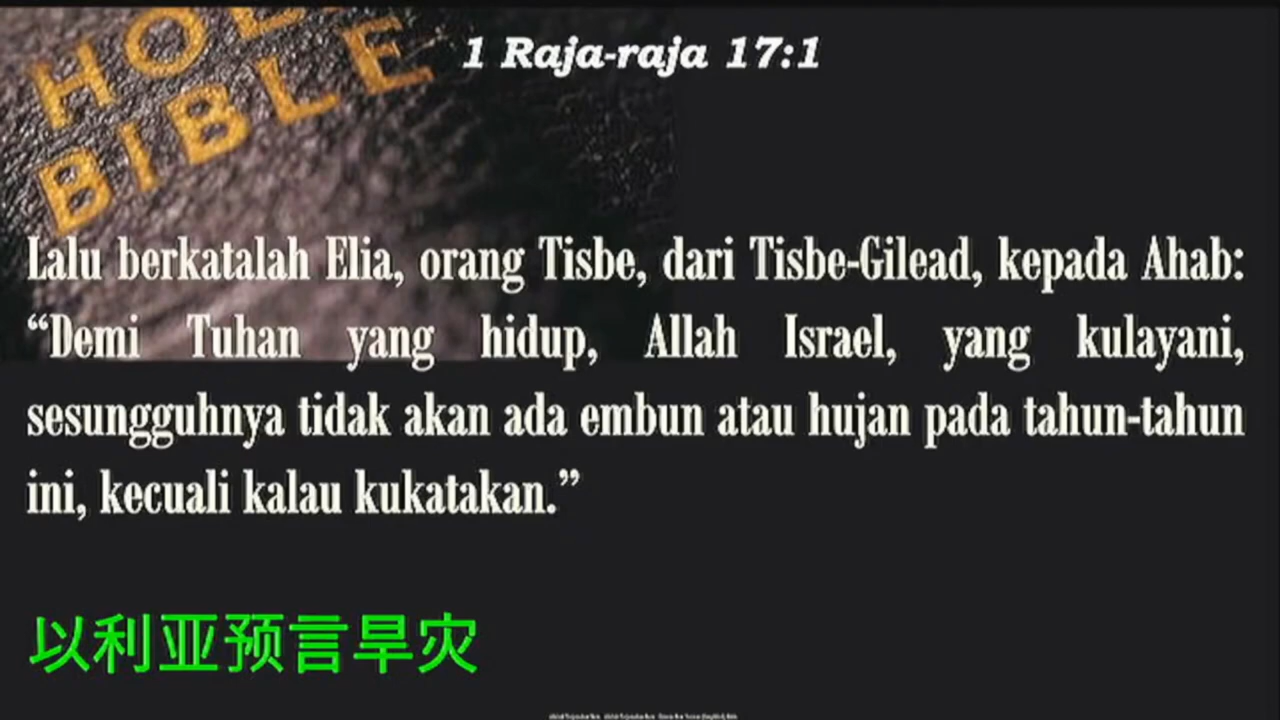 HOL
BIBLE
1 Raja-raja 17:1
Lalu berkatalah Elia, orang Tisbe, dari Tisbe-Gilead, kepada Ahab:
“Demi Tuhan yang hidup, Allah Israel, yang kulayani,
sesungguhnya tidak akan ada embun atau hujan pada tahun-tahun
ini, kecuali kalau kukatakan.”
以利亚预言旱灾